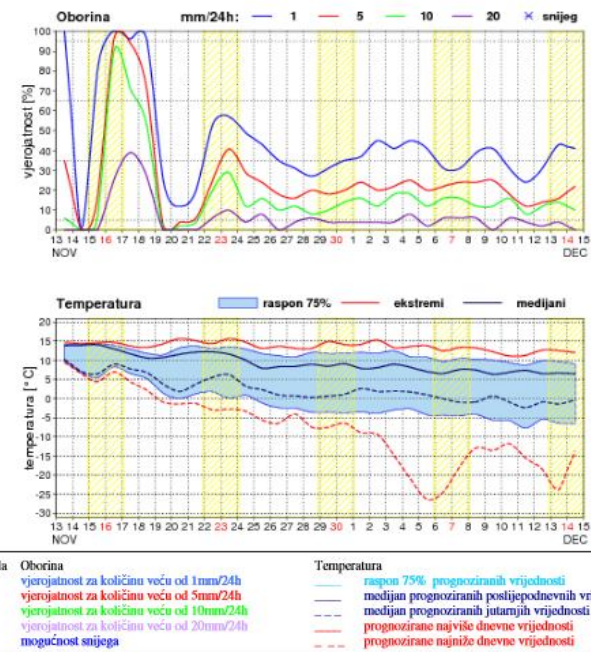 Oborina mm/24h: 1 5 10 20 × snijeg
vjerojatnost [%]
100
90
80
70
60
50
40
30
20
10
0
13 14 15 16 17 18 19 20 21 22 23 24 25 26 27 28 29 30 1 2 3 4 5 6 7 8 9 10 11 12 13 14 15
NOV DEC
Temperatura raspon 75% ekstremi medijani
temperatura [°C]
20
15
10
5
0
-5
-10
-15
-20
-25
-30
13 14 15 16 17 18 19 20 21 22 23 24 25 26 27 28 29 30 1 2 3 4 5 6 7 8 9 10 11 12 13 14 15
NOV DEC
Oborina
vjerojatnost za količinu veću od 1mm/24h
vjerojatnost za količinu veću od 5mm/24h
vjerojatnost za količinu veću od 10mm/24h
vjerojatnost za količinu veću od 20mm/24h
mogućnost snijega
Temperatura
raspon 75% prognoziranih vrijednosti
medijan prognoziranih poslijepodnevnih
medijan prognoziranih jutarnjih vrijednosti
prognozirane najviše dnevne vrijednosti
prognozirane najniže dnevne vrijednosti